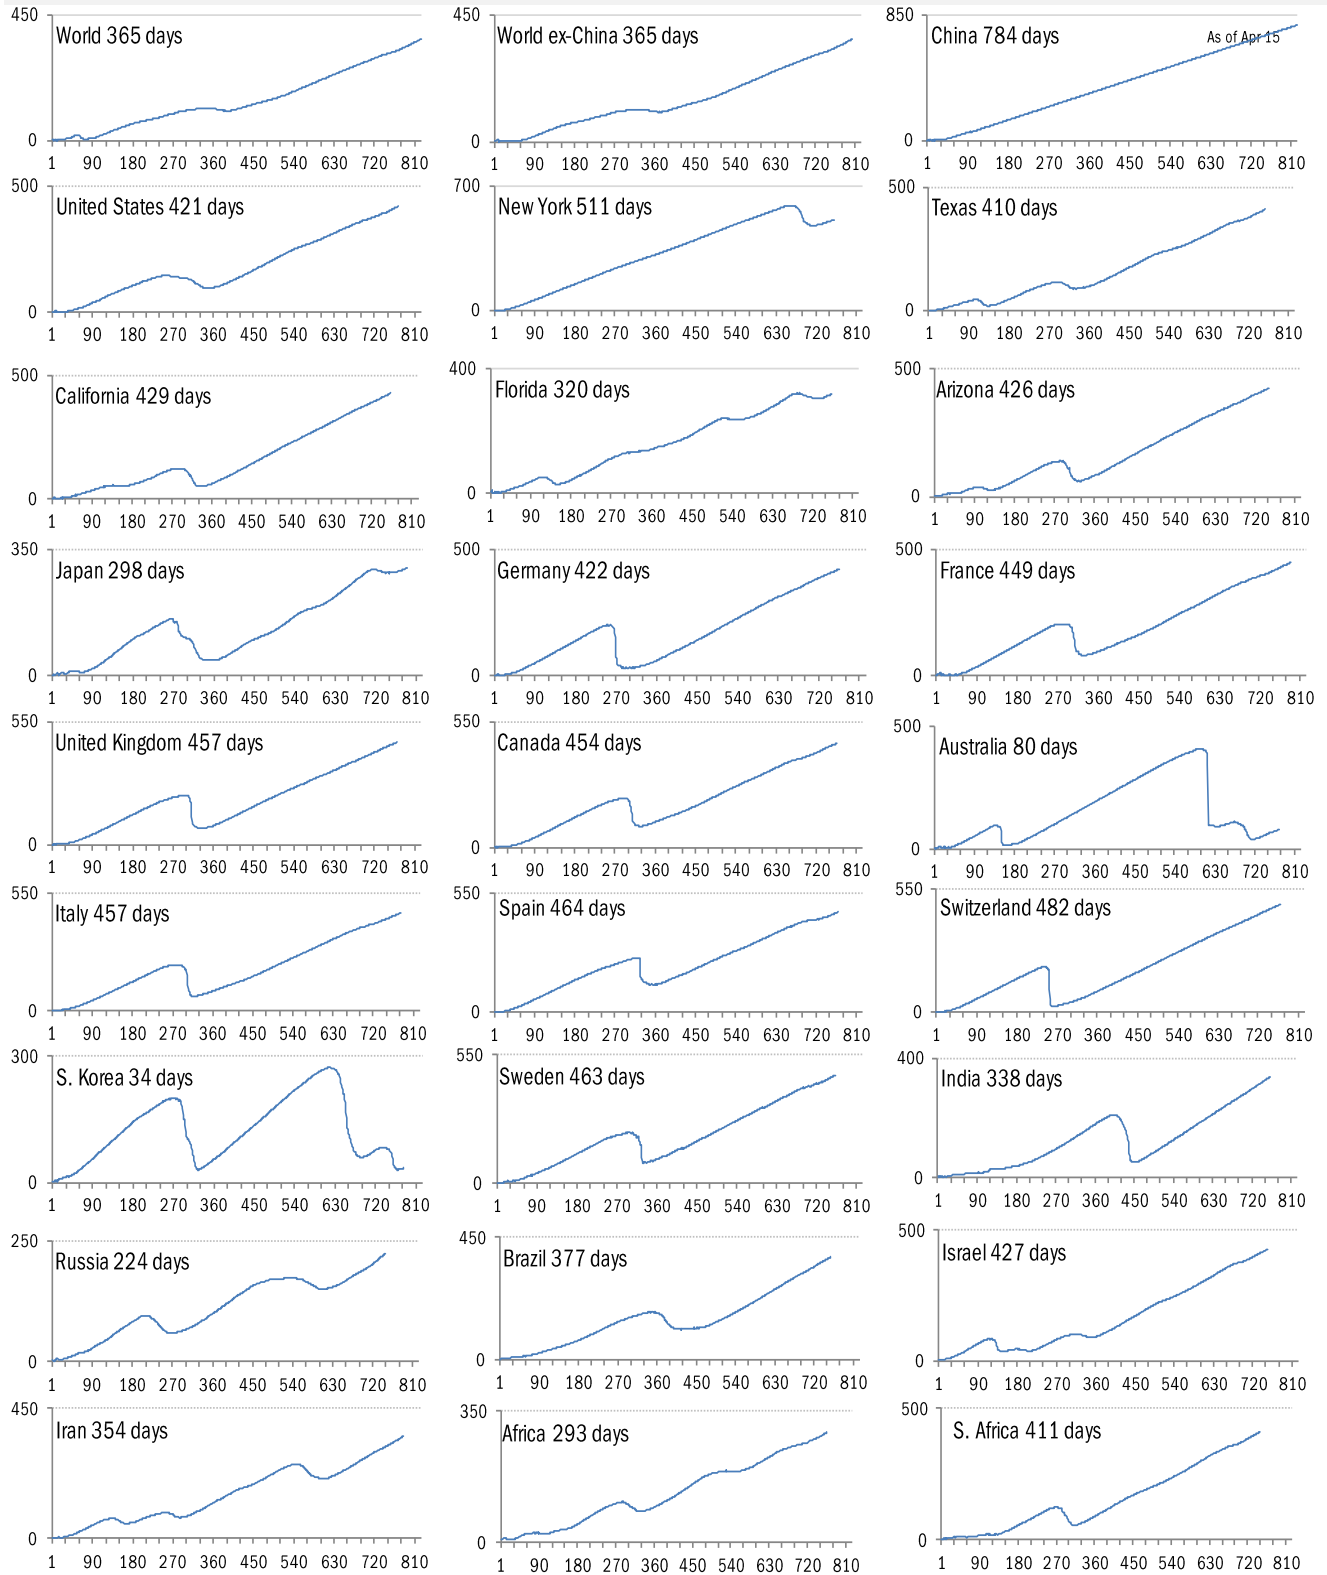 450
World 365 days
0
1 90 180 270 360 450 540 630 720 810
450
World ex-China 365 days
0
1 90 180 270 360 450 540 630 720 810
850
China 784 days
As of Apr 15
0
1 90 180 270 360 450 540 630 720 810
500
United States 421 days
0
1 90 180 270 360 450 540 630 720 810
700
New York 511 days
0
1 90 180 270 360 450 540 630 720 810
500
Texas 410 days
0
1 90 180 270 360 450 540 630 720 810
500
California 429 days
0
1 90 180 270 360 450 540 630 720 810
400
Florida 320 days
0
1 90 180 270 360 450 540 630 720 810
500
Arizona 426 days
0
1 90 180 270 360 450 540 630 720 810
350
Japan 298 days
0
1 90 180 270 360 450 540 630 720 810
500
Germany 422 days
0
1 90 180 270 360 450 540 630 720 810
500
France 449 days
0
1 90 180 270 360 450 540 630 720 810
550
United Kingdom 457 days
0
1 90 180 270 360 450 540 630 720 810
550
Canada 454 days
0
1 90 180 270 360 450 540 630 720 810
500
Australia 80 days
0
1 90 180 270 360 450 540 630 720 810
550
Italy 457 days
0
1 90 180 270 360 450 540 630 720 810
550
Spain 464 days
0
1 90 180 270 360 450 540 630 720 810
550
Switzerland 482 days
0
1 90 180 270 360 450 540 630 720 810
300
S. Korea 34 days
0
1 90 180 270 360 450 540 630 720 810
550
Sweden 463 days
0
1 90 180 270 360 450 540 630 720 810
400
India 338 days
0
1 90 180 270 360 450 540 630 720 810
250
Russia 224 days
0
1 90 180 270 360 450 540 630 720 810
450
Brazil 377 days
0
1 90 180 270 360 450 540 630 720 810
500
Israel 427 days
0
1 90 180 270 360 450 540 630 720 810
450
Iran 354 days
0
1 90 180 270 360 450 540 630 720 810
350
Africa 293 days
0
1 90 180 270 360 450 540 630 720 810
500
S. Africa 411 days
0
1 90 180 270 360 450 540 630 720 810